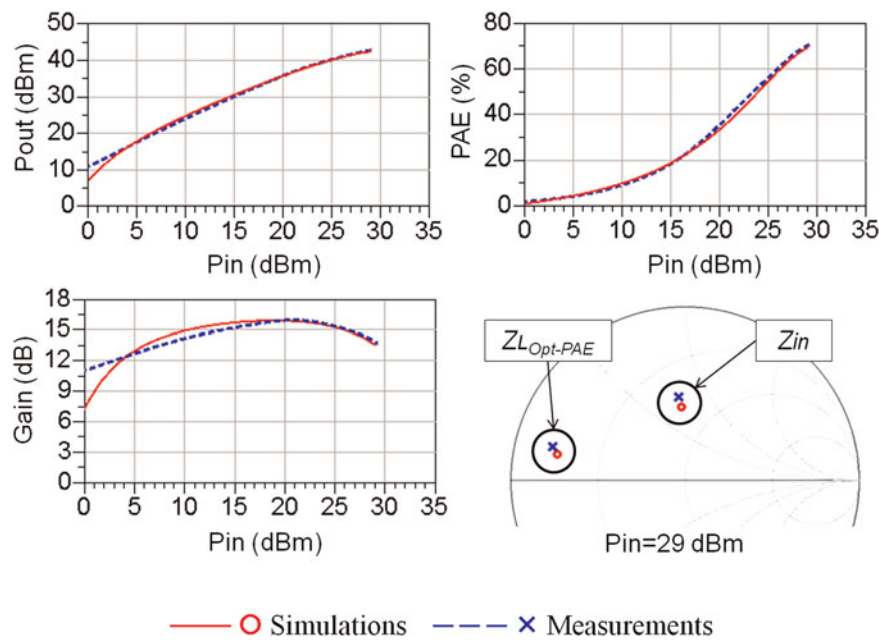 50
40
30
20
10
0
Pout (dBm)
0 5 10 15 20 25 30 35
Pin (dBm)
80
60
40
20
0
PAE (%)
0 5 10 15 20 25 30 35
Pin (dBm)
18
15
12
9
6
3
0
Gain (dB)
0 5 10 15 20 25 30 35
Pin (dBm)
ZL Opt-PAE
Zin
Pin=29 dBm
Simulations
Measurements